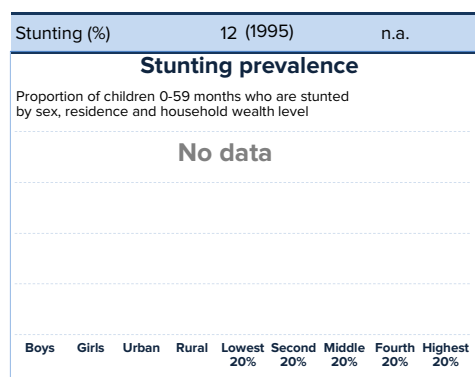 Stunting (%) 12 (1995) n.a.
Stunting prevalence
Proportion of children 0-59 months who are stunted
by sex, residence and household wealth level
No data
Boys Girls Urban Rural Lowest Second Middle Fourth Highest
20% 20% 20% 20% 20%